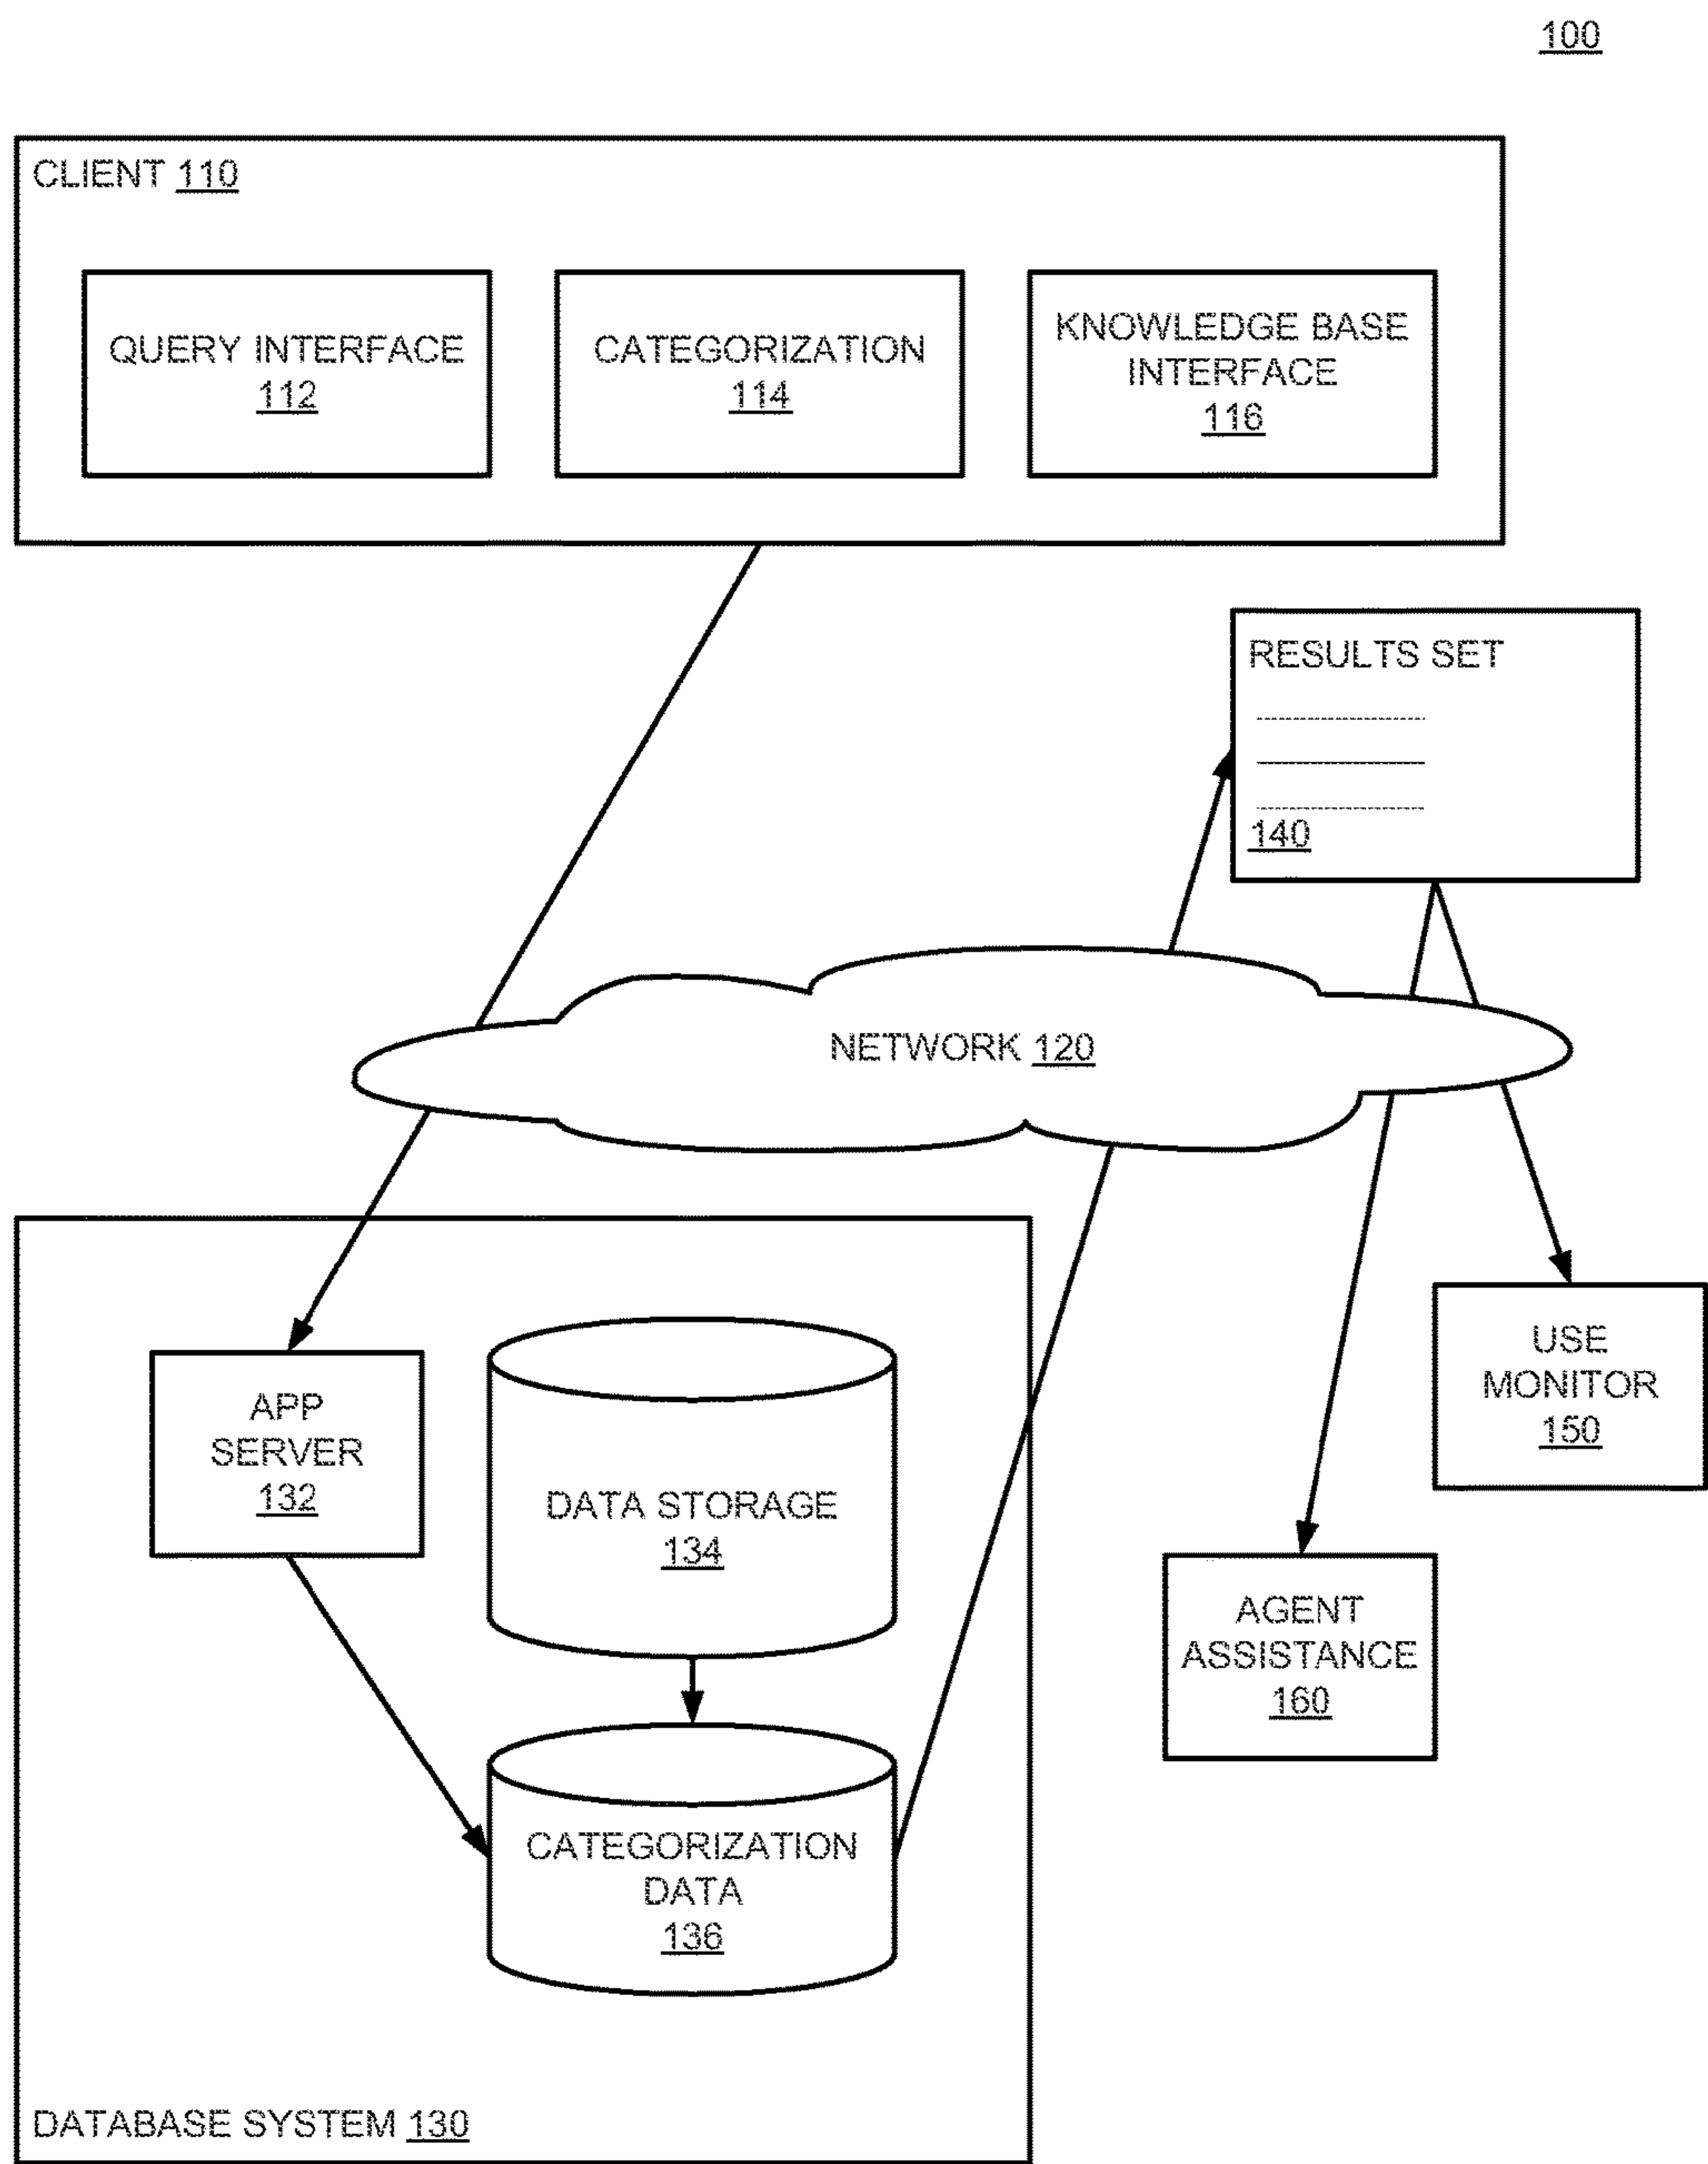 100
CLIENT 110
QUERY INTERFACE
112
CATEGORIZATION
114
KNOWLEDGE BASE
INTERFACE
116
RESULTS SET
140
NETWORK 120
APP
SERVER
132
DATA STORAGE
134
CATEGORIZATION
DATA
136
USE
MONITOR
150
AGENT
ASSISTANCE
160
DATABASE SYSTEM 130